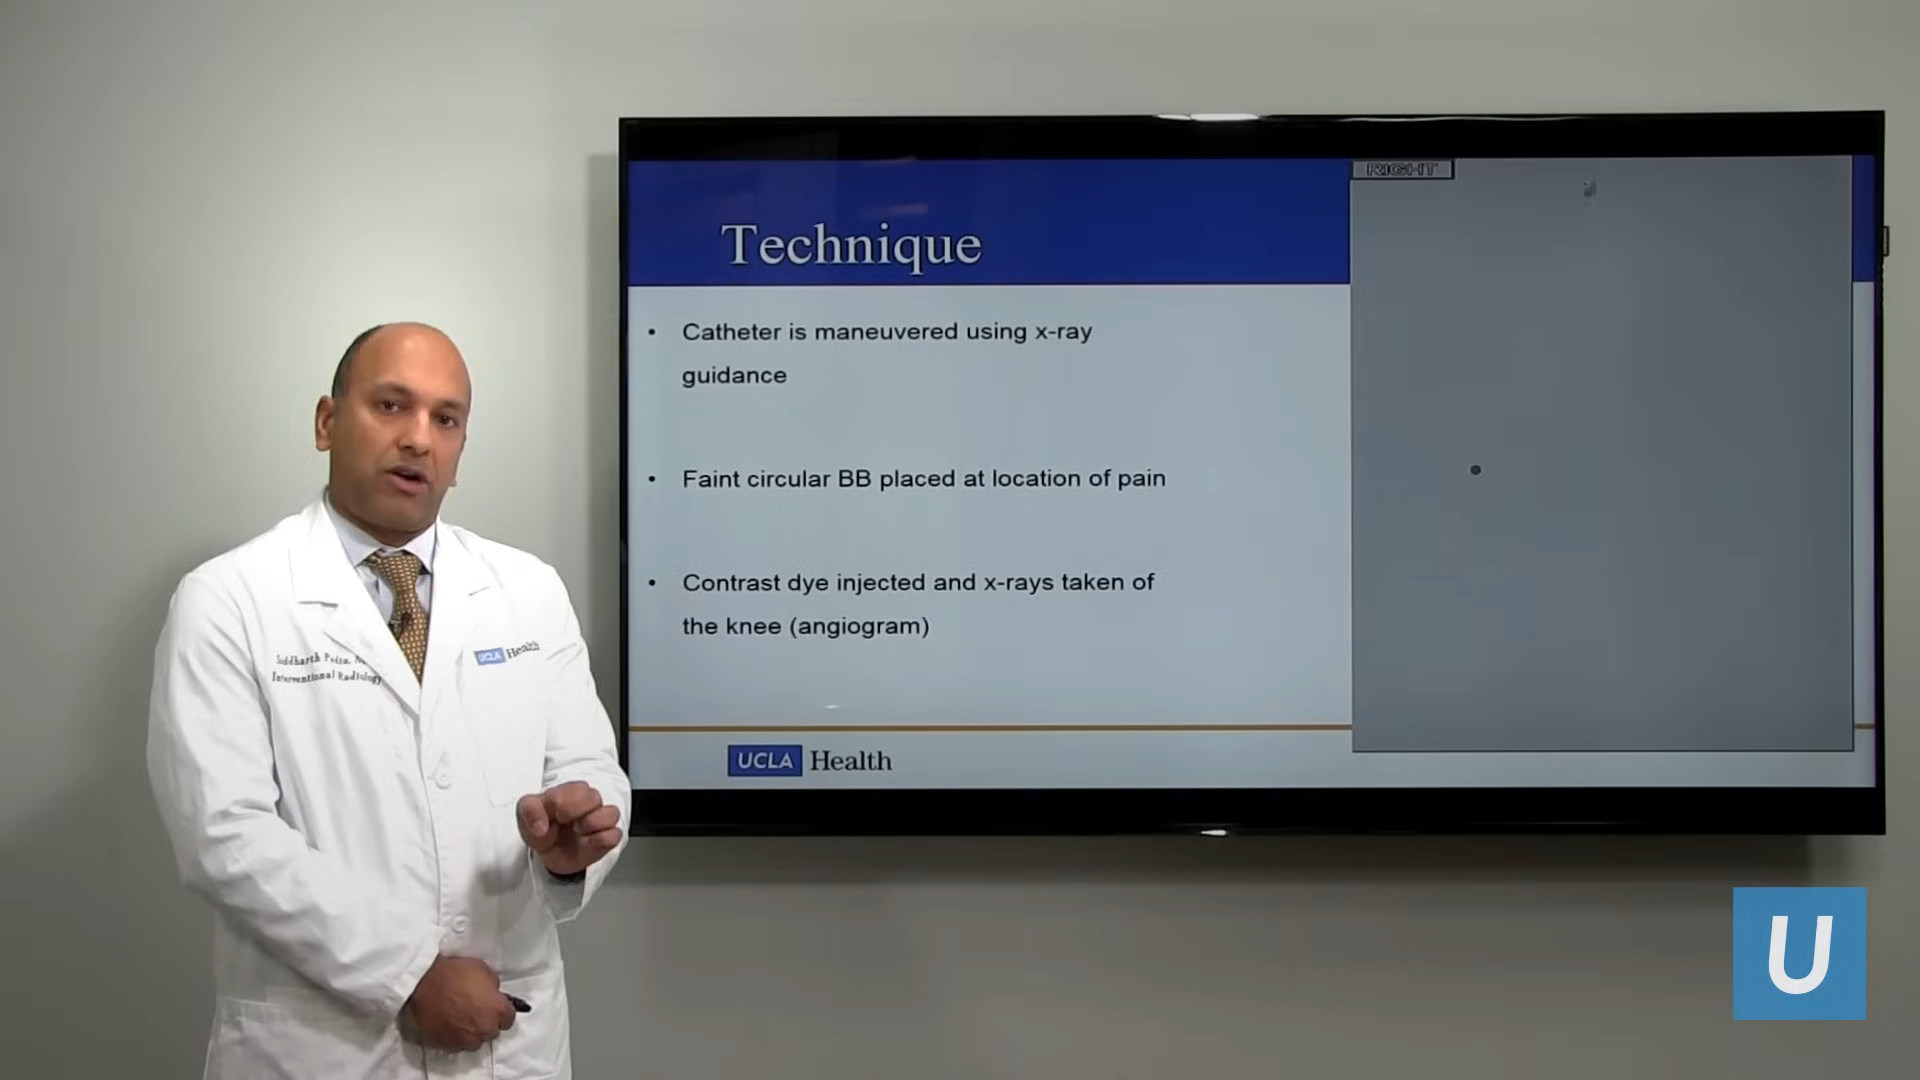 RIGHT
Technique
• Catheter is maneuvered using x-ray
guidance
• Faint circular BB placed at location of pain
• Contrast dye injected and x-rays taken of
the knee (angiogram)
UCLA Health
Interventional Radiology
UCLA Health
U